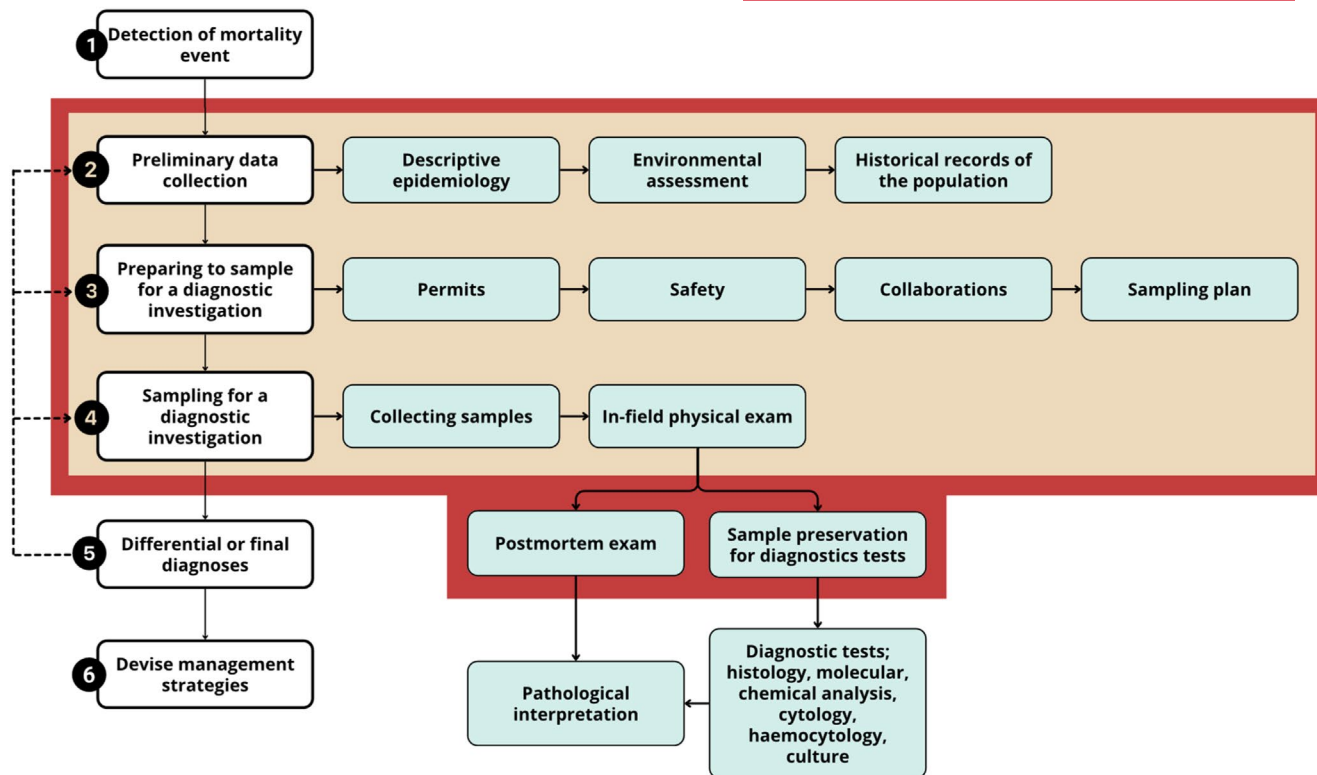 1
Detection of mortality
event
2
Preliminary data
collection
Descriptive
epidemiology
Environmental
assessment
Historical records of
the population
3
Preparing to sample
for a diagnostic
investigation
Permits
Safety
Collaborations
Sampling plan
4
Sampling for a
diagnostic
investigation
Collecting samples
In-field physical exam
5
Differential or final
diagnoses
Postmortem exam
Sample preservation
for diagnostics tests
6
Devise management
strategies
Pathological
interpretation
Diagnostic tests;
histology, molecular,
chemical analysis,
cytology,
haemocytology,
culture